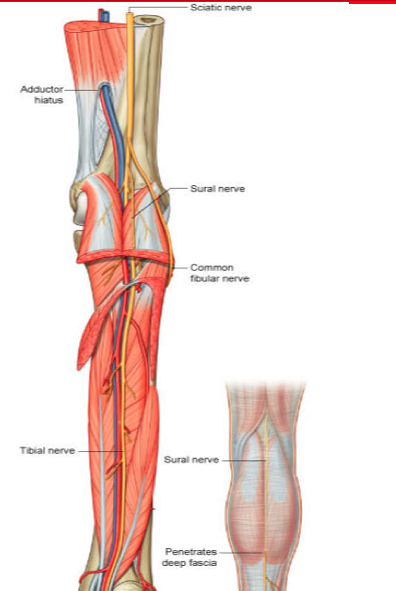 Sciatic nerve
Adductor
hiatus
Sural nerve
Common
fibular nerve
Tibial nerve
Sural nerve
Penetrates
deep fascia